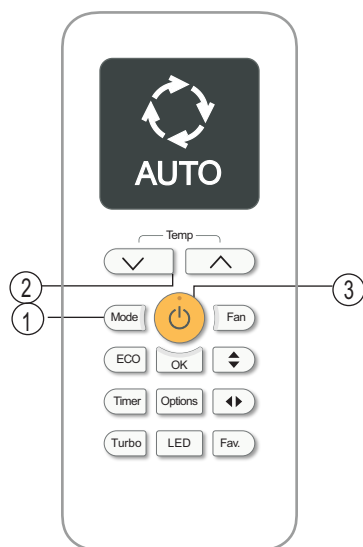 AUTO
Temp
2
3
1
Mode
Fan
ECO
OK
Timer
Options
Turbo
LED
Fav.